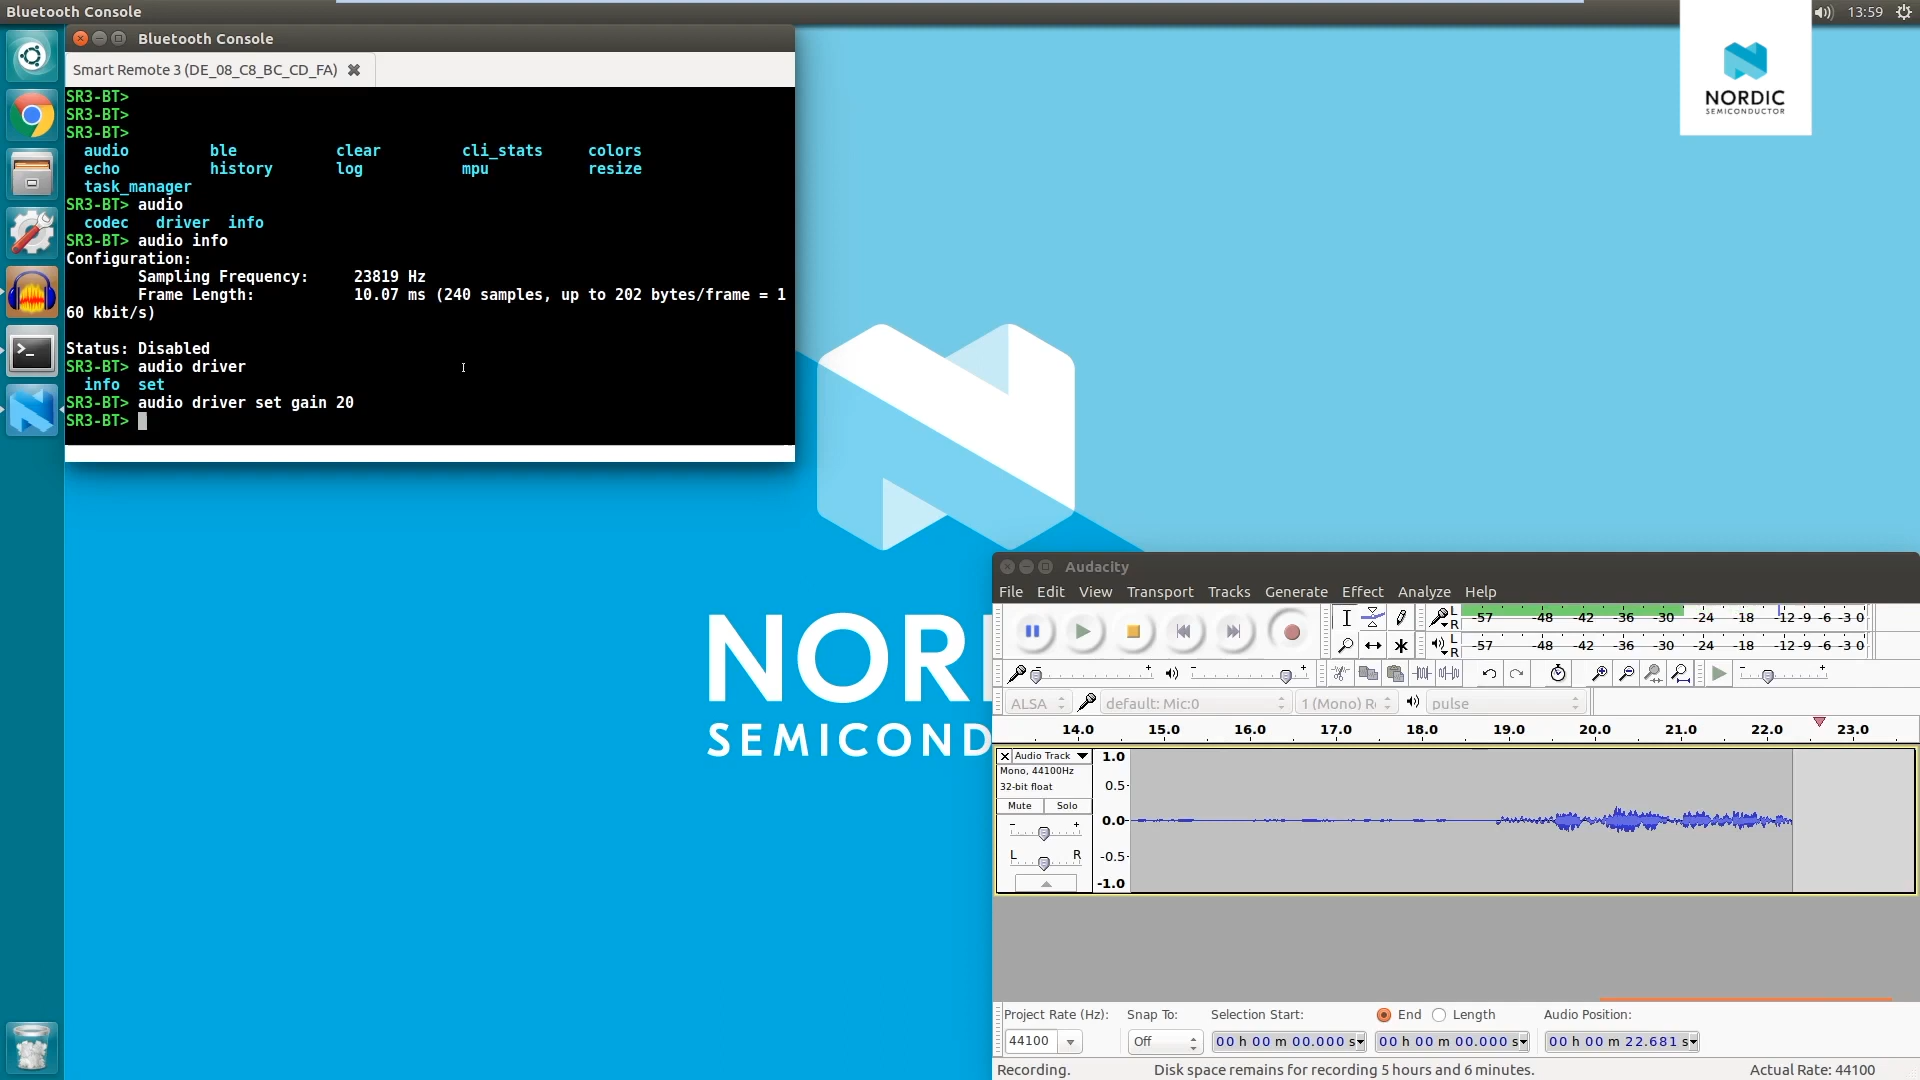 Bluetooth Console
13:59
Bluetooth Console
Smart Remote 3 (DE_08_C8_BC_CD_FA)
SR3-BT>
SR3-BT>
SR3-BT>
audio ble clear cli_stats colors
echo history log mpu resize
task_manager
SR3-BT> audio
codec driver info
SR3-BT> audio info
Configuration:
Sampling Frequency: 23819 Hz
Frame Length: 10.07 ms (240 samples, up to 202 bytes/frame = 1
60 kbit/s)
Status: Disabled
SR3-BT> audio driver
info set
SR3-BT> audio driver set gain 20
SR3-BT>
NORDIC
SEMICONDUCTOR
NOR
SEMICOND
Audacity
File Edit View Transport Tracks Generate Effect Analyze Help
L
R
-57 -48 -42 -36 -30 -24 -18 -12 -9 -6 -3 0
L
R
-57 -48 -42 -36 -30 -24 -18 -12 -9 -6 -3 0
ALSA default: Mic:0 1 (Mono) Re pulse
14.0 15.0 16.0 17.0 18.0 19.0 20.0 21.0 22.0 23.0
Audio Track
Mono, 44100Hz
32-bit float
Mute Solo
- +
L R
1.0
0.5
0.0
-0.5
-1.0
Project Rate (Hz): Snap To: Selection Start: End Length Audio Position:
44100 Off 00 h 00 m 00.000 s 00 h 00 m 00.000 s 00 h 00 m 22.681 s
Recording. Disk space remains for recording 5 hours and 6 minutes. Actual Rate: 44100